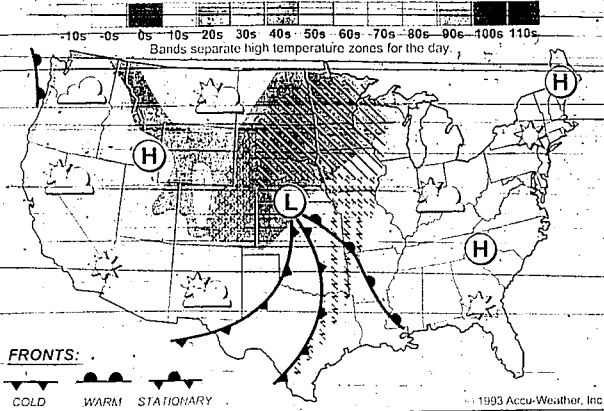 -10s -0s 0s 10s 20s 30s 40s 50s 60s 70s 80s 90s 100s 110s
Bands separate high temperature zones for the day.
H
H
L
H
FRONTS:
COLD WARM STATIONARY
1993 Accu-Weather, Inc.